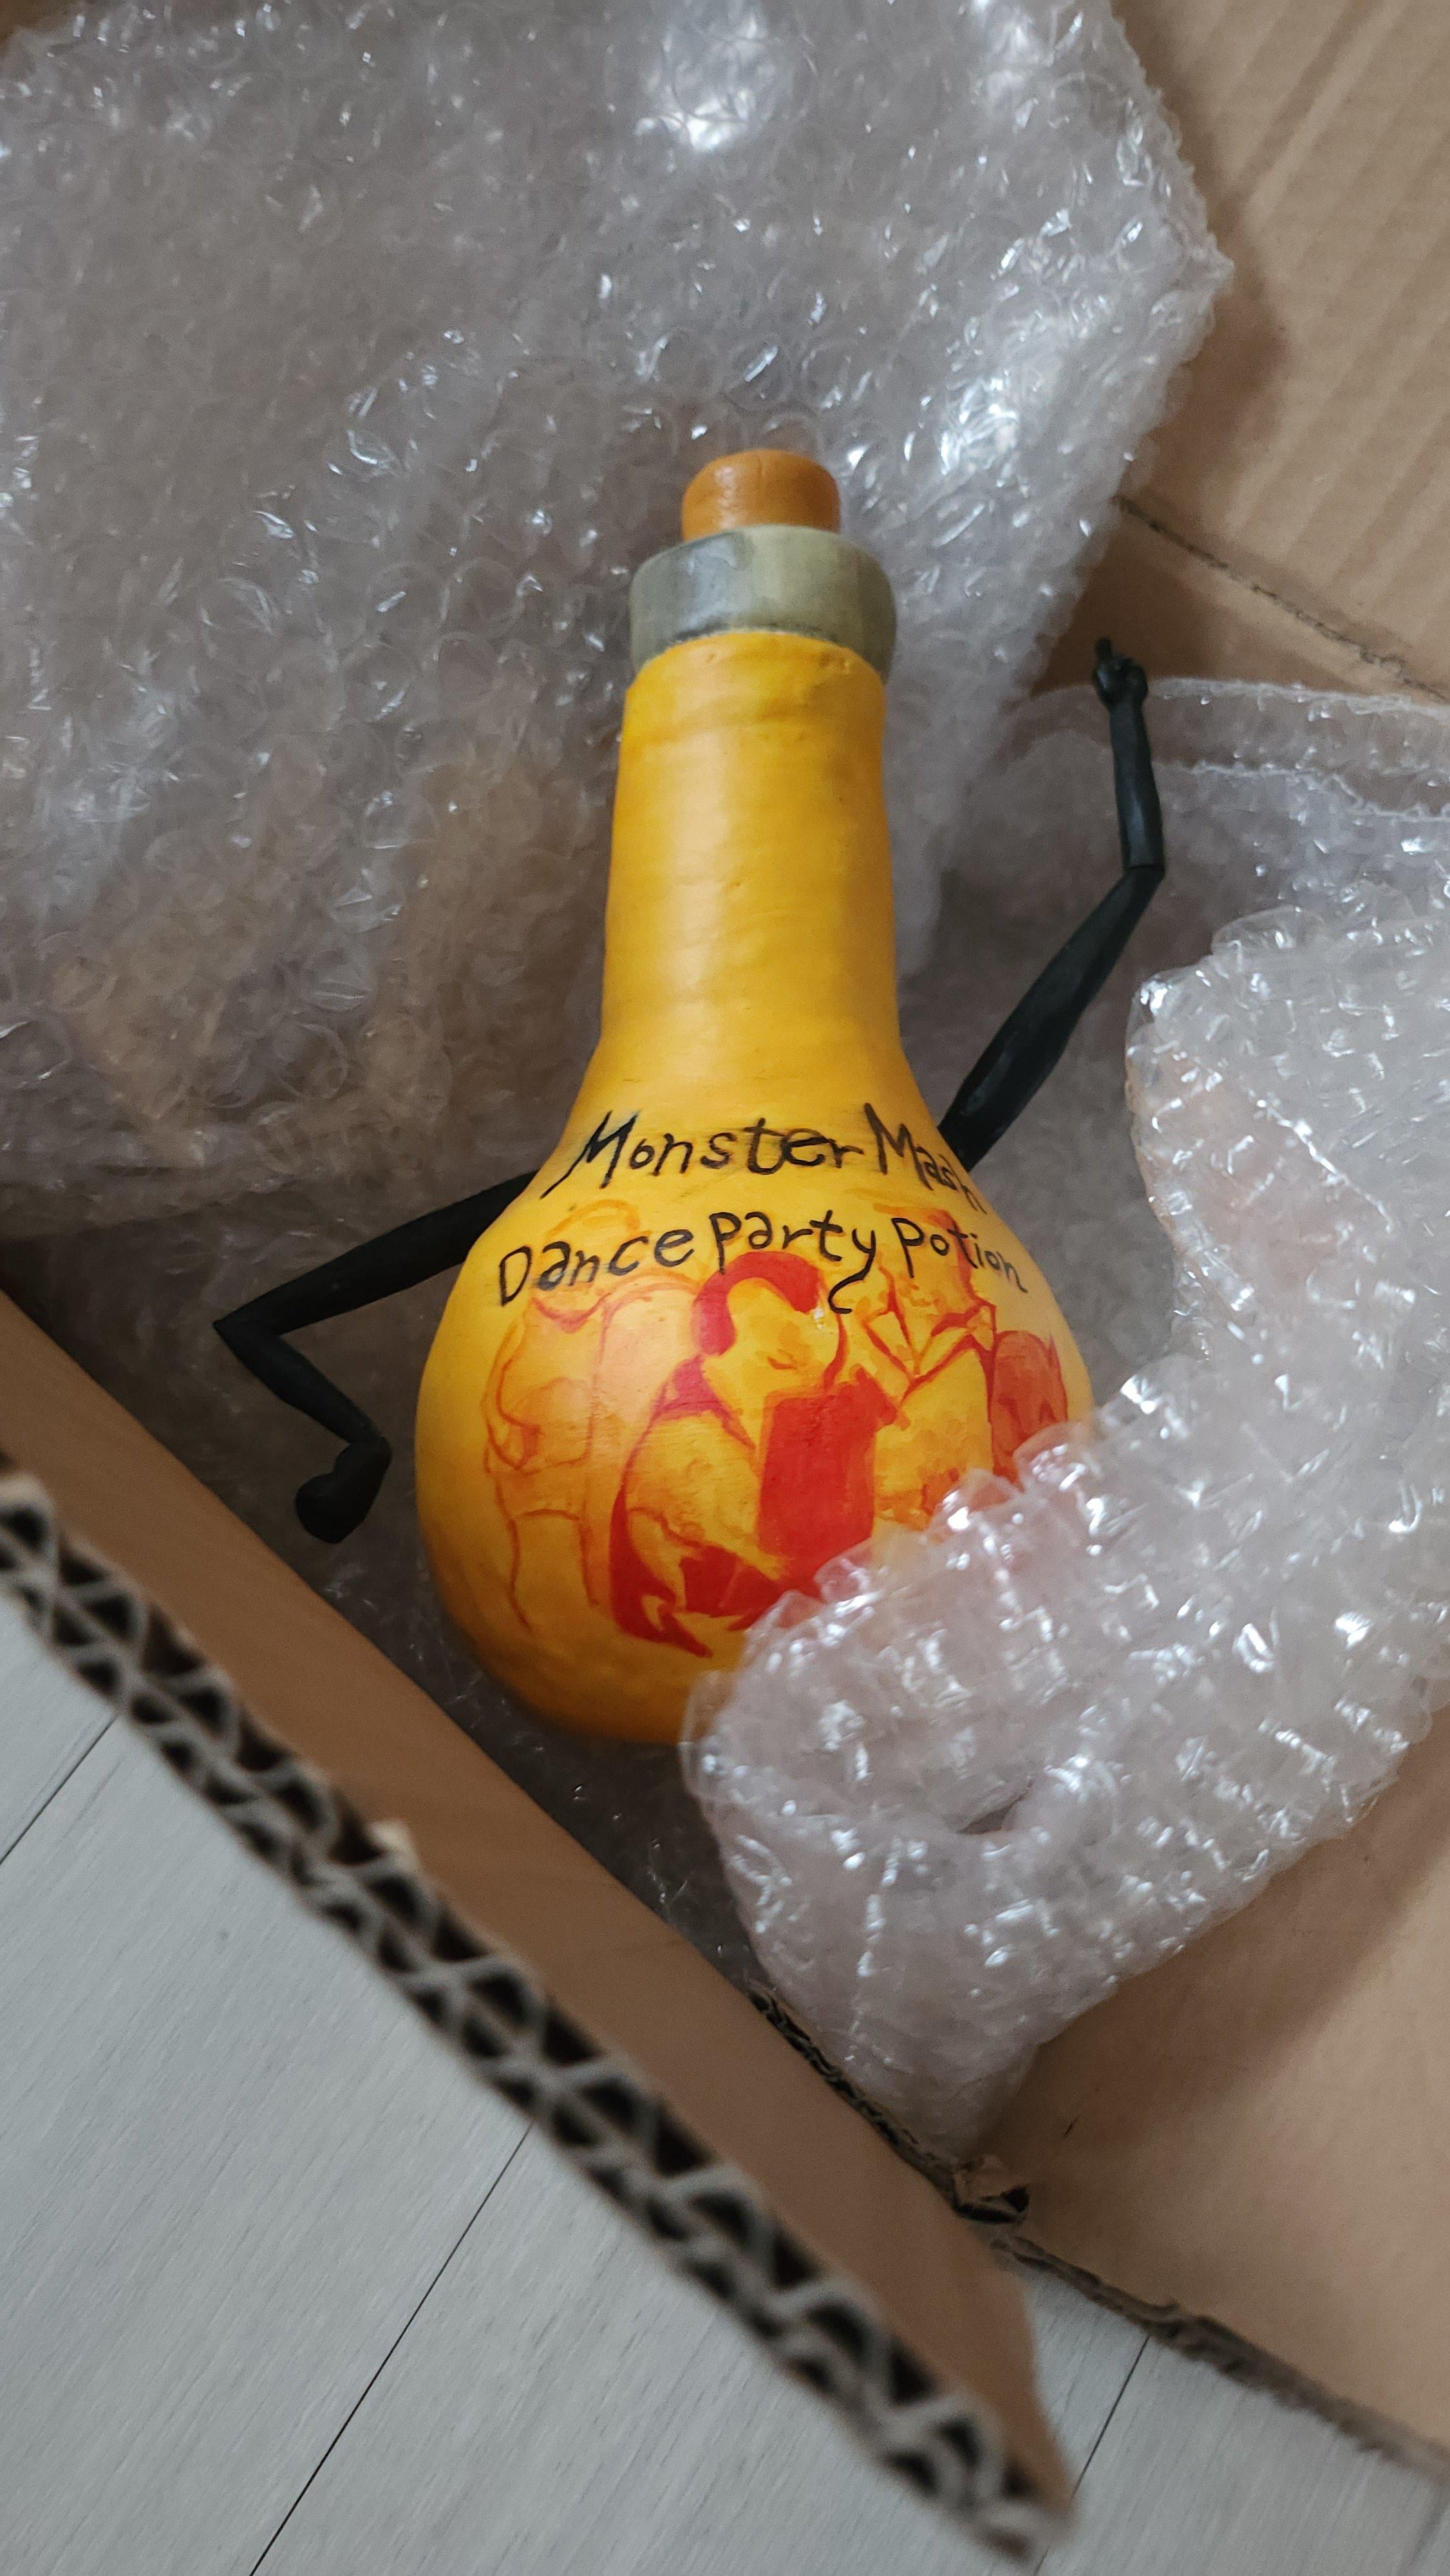 Monster Mash
Dance party potion